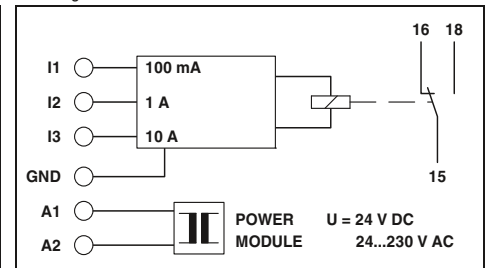 16 18
I1 100 mA
I2 1 A
I3 10 A
GND
15
A1
A2
POWER U = 24 V DC
MODULE 24...230 V AC